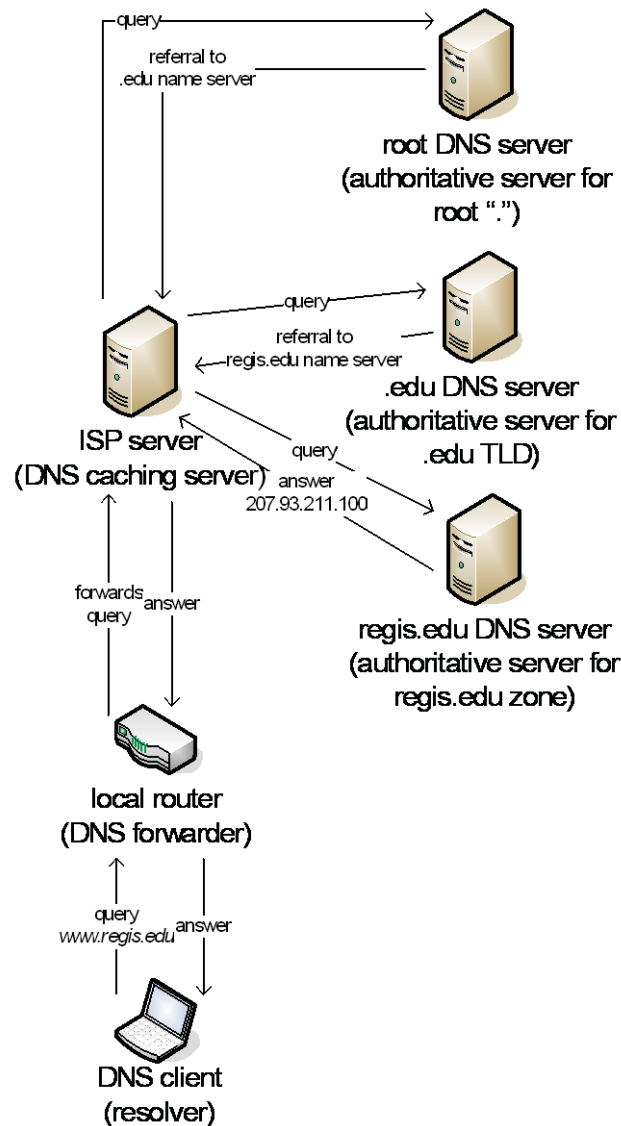 query
referral to
.edu name server
root DNS server
(authoritative server for
root “.”)
query
referral to
regis.edu name server
.edu DNS server
(authoritative server for
.edu TLD)
ISP server
(DNS caching server)
query
answer
207.93.211.100
regis.edu DNS server
(authoritative server for
regis.edu zone)
forwards
query
answer
local router
(DNS forwarder)
query
www.regis.edu
answer
DNS client
(resolver)